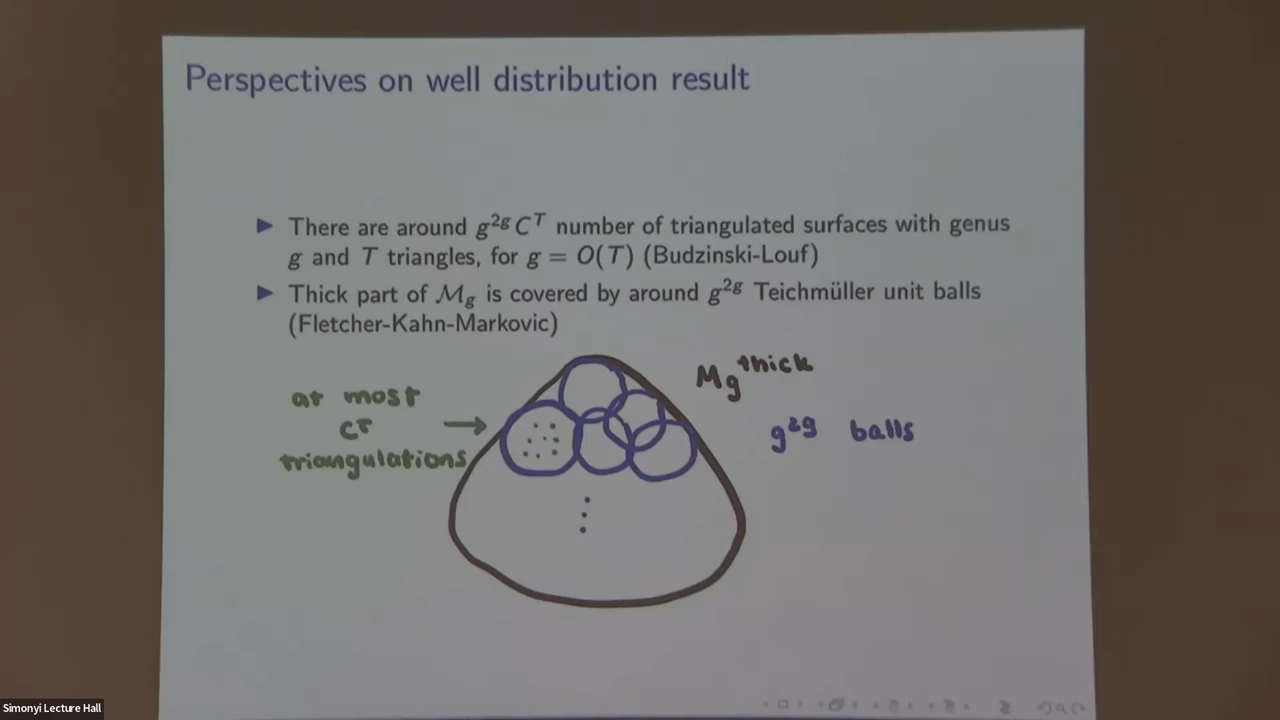 Perspectives on well distribution result
▶ There are around g^{2g} C^T number of triangulated surfaces with genus
g and T triangles, for g = O(T) (Budzinski-Louf)
▶ Thick part of M_g is covered by around g^{2g} Teichmüller unit balls
(Fletcher-Kahn-Markovic)
M_g^{thick}
at most
C^T
triangulations
g^{2g} balls
Simonyi Lecture Hall